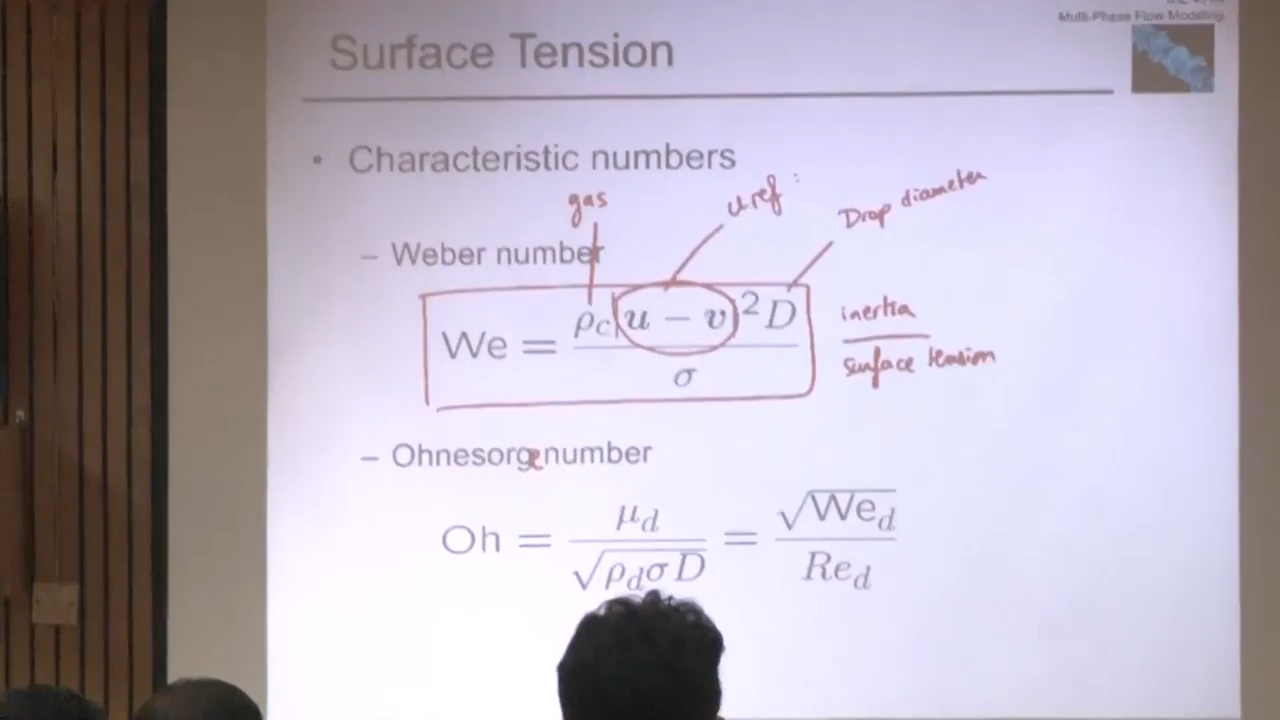 Multi-Phase Flow Modeling
Surface Tension
• Characteristic numbers
gas
uref :
Drop diameter
– Weber number
We = ρc(u − v)²D / σ
inertia
surface tension
– Ohnesorge number
Oh = μd / √ρdσD = √Wed / Red